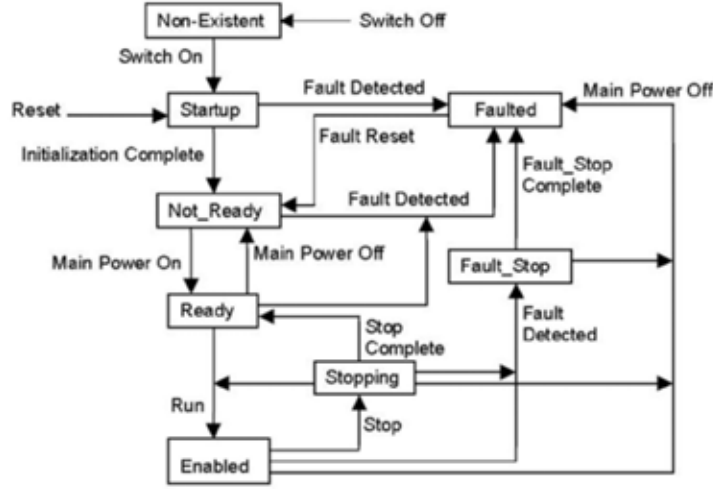 Non-Existent
Switch Off
Switch On
Fault Detected
Main Power Off
Reset
Startup
Faulted
Fault Reset
Initialization Complete
Fault_Stop
Complete
Not_Ready
Fault Detected
Main Power On
Main Power Off
Fault_Stop
Ready
Stop
Complete
Fault
Detected
Stopping
Run
Stop
Enabled